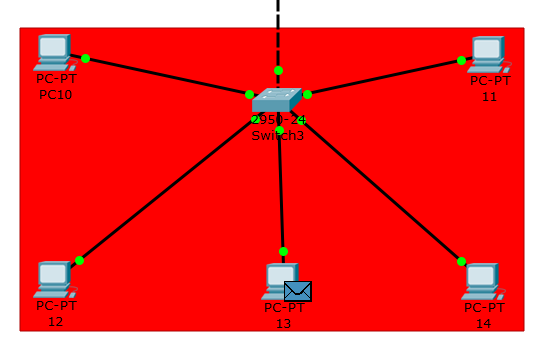 PC-PT
PC10
PC-PT
11
2950-24
Switch3
PC-PT
12
PC-PT
13
PC-PT
14